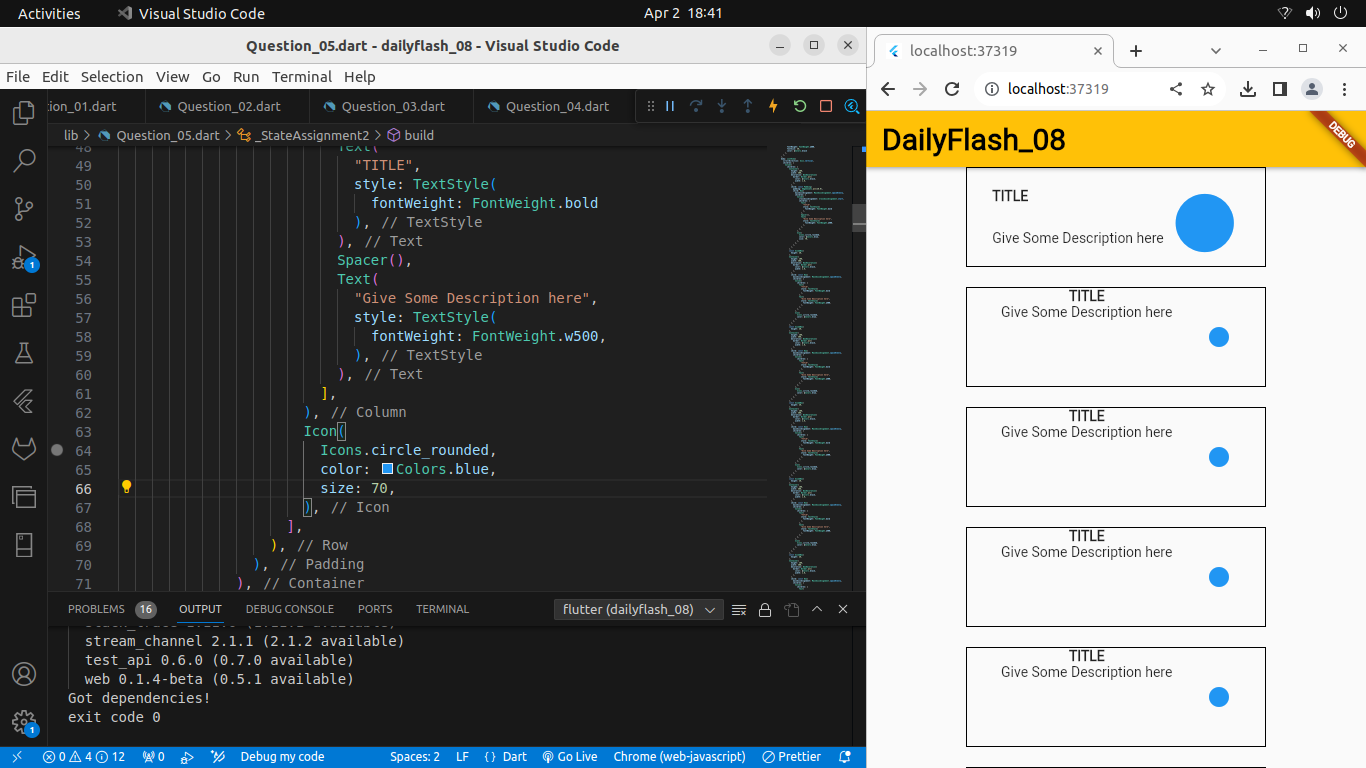 Activities Visual Studio Code Apr 2 18:41
Question_05.dart - dailyflash_08 - Visual Studio Code
File Edit Selection View Go Run Terminal Help
tion_01.dart Question_02.dart Question_03.dart Question_04.dart
lib > Question_05.dart > _StateAssignment2 > build
48 Text(
49 "TITLE",
50 style: TextStyle(
51 fontWeight: FontWeight.bold
52 ), // TextStyle
53 ), // Text
54 Spacer(),
55 Text(
56 "Give Some Description here",
57 style: TextStyle(
58 fontWeight: FontWeight.w500,
59 ), // TextStyle
60 ), // Text
61 ],
62 ), // Column
63 Icon(
64 Icons.circle_rounded,
65 color: Colors.blue,
66 size: 70,
67 ), // Icon
68 ],
69 ), // Row
70 ), // Padding
71 ), // Container
1
PROBLEMS 16 OUTPUT DEBUG CONSOLE PORTS TERMINAL flutter (dailyflash_08)
stream_channel 2.1.1 (2.1.2 available)
test_api 0.6.0 (0.7.0 available)
web 0.1.4-beta (0.5.1 available)
Got dependencies!
exit code 0
1
0 4 12 0 Debug my code Spaces: 2 LF {} Dart Go Live Chrome (web-javascript) Prettier
localhost:37319
localhost:37319
DailyFlash_08
DEBUG
TITLE
Give Some Description here
TITLE
Give Some Description here
TITLE
Give Some Description here
TITLE
Give Some Description here
TITLE
Give Some Description here